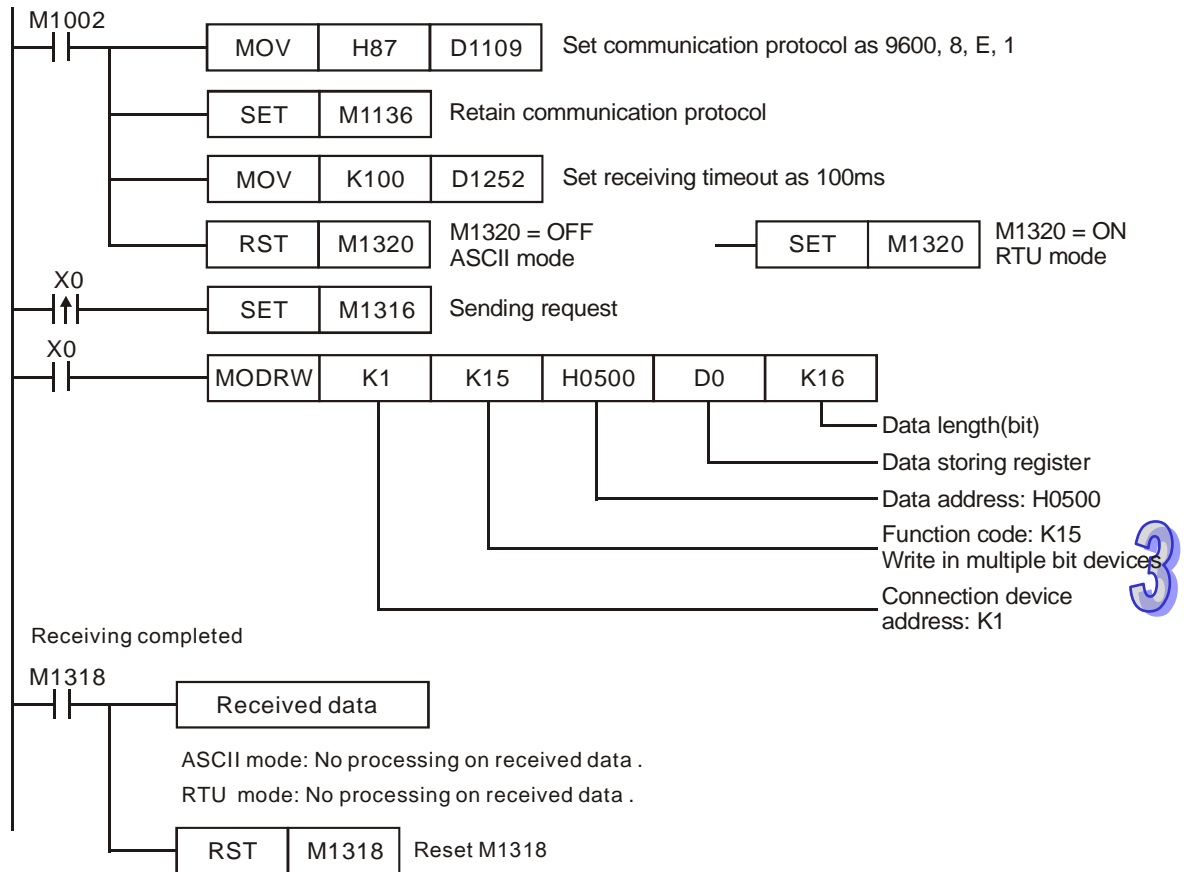 M1002
MOV H87 D1109 Set communication protocol as 9600, 8, E, 1
SET M1136 Retain communication protocol
MOV K100 D1252 Set receiving timeout as 100ms
RST M1320 M1320 = OFF
ASCII mode
SET M1320 M1320 = ON
RTU mode
X0
SET M1316 Sending request
X0
MODRW K1 K15 H0500 D0 K16
Data length(bit)
Data storing register
Data address: H0500
Function code: K15
Write in multiple bit devices
3
Connection device
address: K1
Receiving completed
M1318
Received data
ASCII mode: No processing on received data .
RTU mode: No processing on received data .
RST M1318 Reset M1318